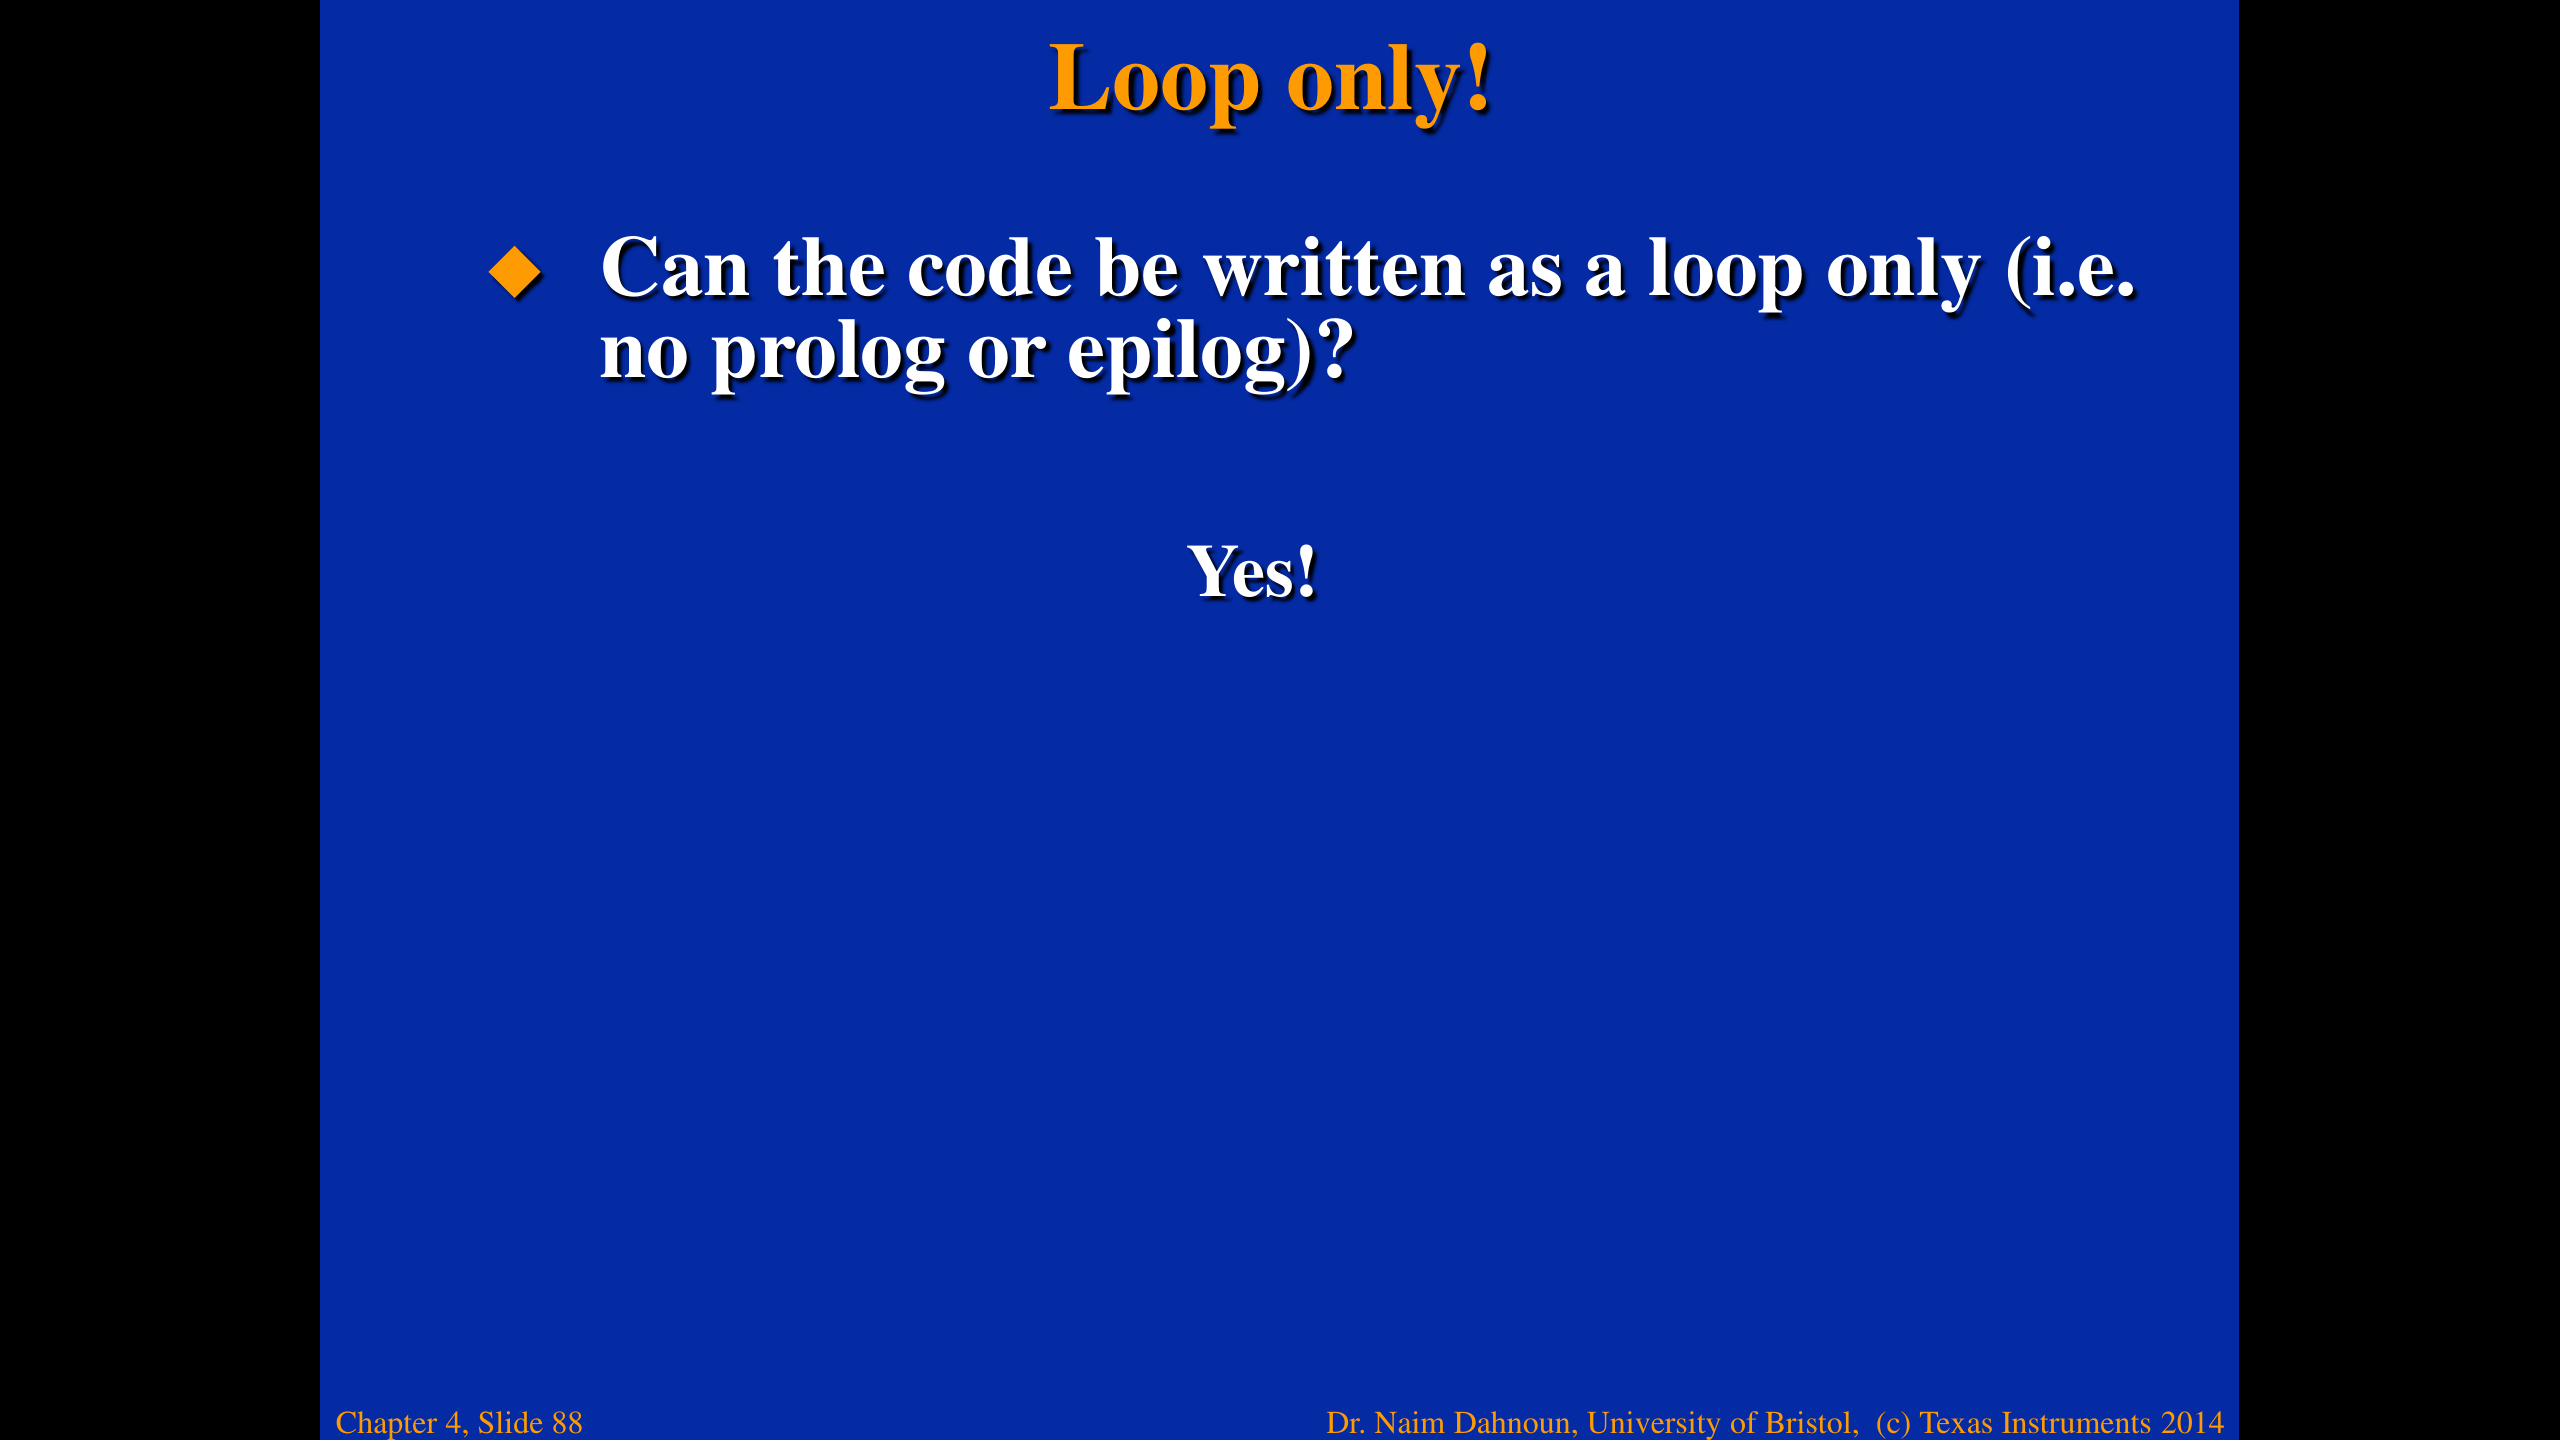 Loop only!
Can the code be written as a loop only (i.e.
no prolog or epilog)?
Yes!
Chapter 4, Slide 88
Dr. Naim Dahnoun, University of Bristol,  (c) Texas Instruments 2014